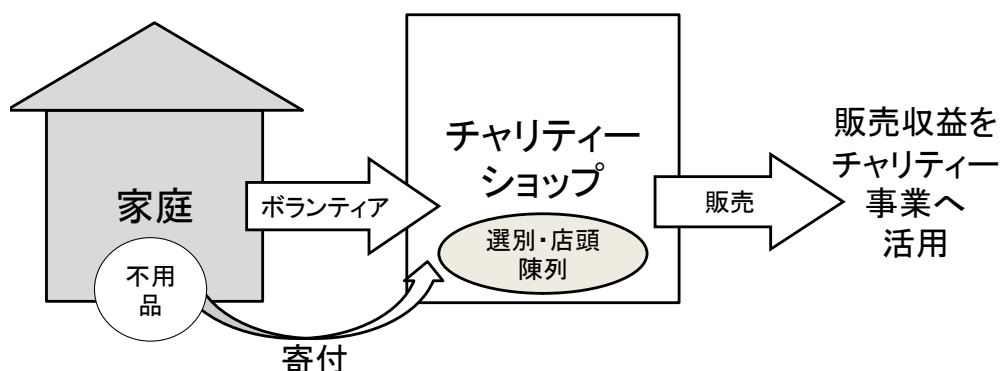 家庭
不用
品
ボランティア
寄付
チャリティー
ショップ
選別・店頭
陳列
販売
販売収益を
チャリティー
事業へ
活用